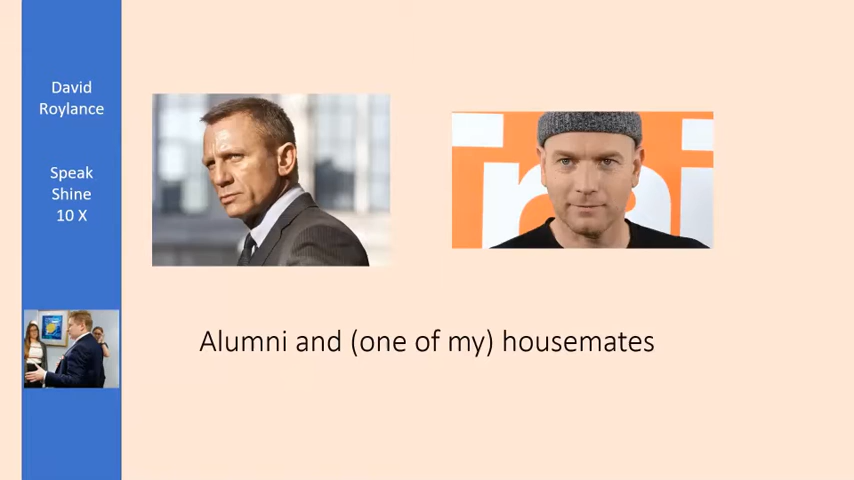 David
Roylance
Speak
Shine
10 X
Alumni and (one of my) housemates